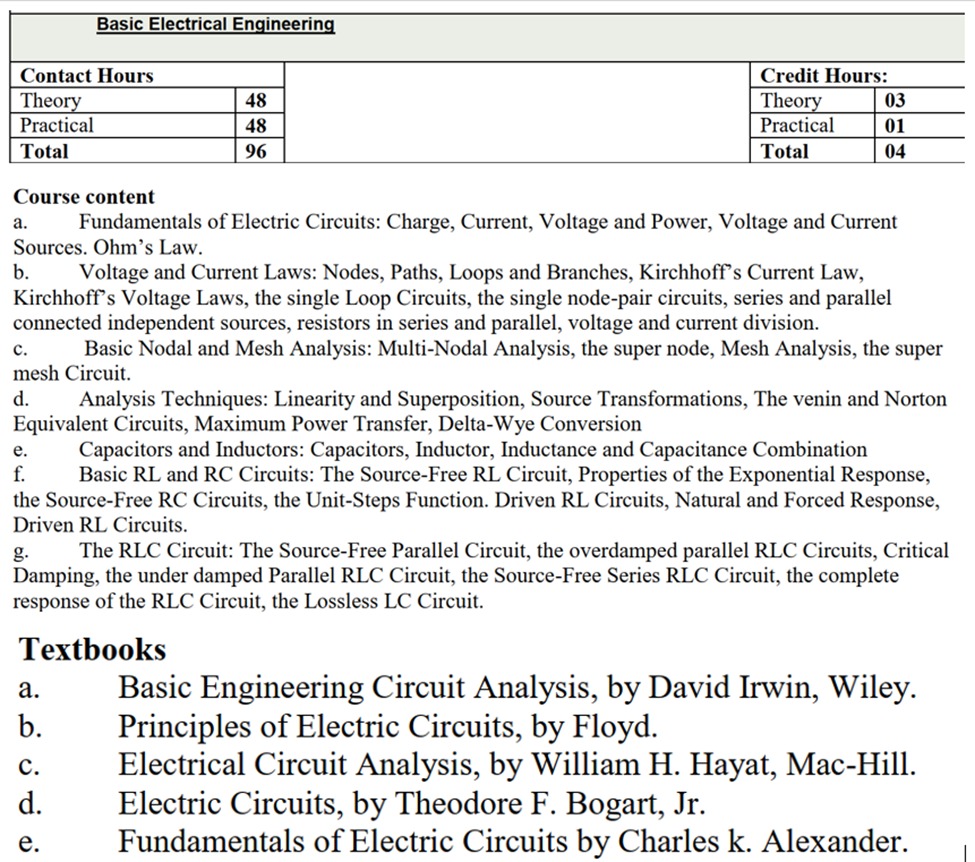 Basic Electrical Engineering
Contact Hours
Credit Hours:
Theory 48
Theory 03
Practical 48
Practical 01
Total 96
Total 04
Course content
a. Fundamentals of Electric Circuits: Charge, Current, Voltage and Power, Voltage and Current
Sources. Ohm’s Law.
b. Voltage and Current Laws: Nodes, Paths, Loops and Branches, Kirchhoff’s Current Law,
Kirchhoff’s Voltage Laws, the single Loop Circuits, the single node-pair circuits, series and parallel
connected independent sources, resistors in series and parallel, voltage and current division.
c. Basic Nodal and Mesh Analysis: Multi-Nodal Analysis, the super node, Mesh Analysis, the super
mesh Circuit.
d. Analysis Techniques: Linearity and Superposition, Source Transformations, The venin and Norton
Equivalent Circuits, Maximum Power Transfer, Delta-Wye Conversion
e. Capacitors and Inductors: Capacitors, Inductor, Inductance and Capacitance Combination
f. Basic RL and RC Circuits: The Source-Free RL Circuit, Properties of the Exponential Response,
the Source-Free RC Circuits, the Unit-Steps Function. Driven RL Circuits, Natural and Forced Response,
Driven RL Circuits.
g. The RLC Circuit: The Source-Free Parallel Circuit, the overdamped parallel RLC Circuits, Critical
Damping, the under damped Parallel RLC Circuit, the Source-Free Series RLC Circuit, the complete
response of the RLC Circuit, the Lossless LC Circuit.
Textbooks
a. Basic Engineering Circuit Analysis, by David Irwin, Wiley.
b. Principles of Electric Circuits, by Floyd.
c. Electrical Circuit Analysis, by William H. Hayat, Mac-Hill.
d. Electric Circuits, by Theodore F. Bogart, Jr.
e. Fundamentals of Electric Circuits by Charles k. Alexander.